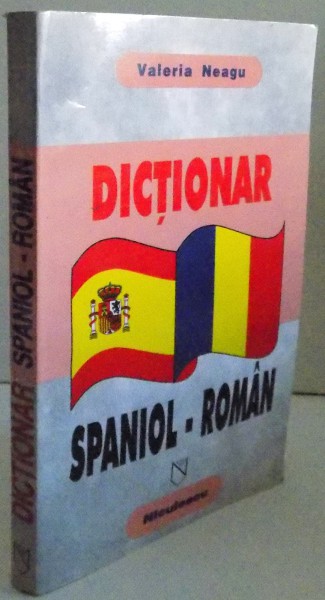 Valeria Neagu
DICȚIONAR
SPANIOL - ROMÂN
N
Niculescu
DICȚIONAR SPANIOL - ROMÂN